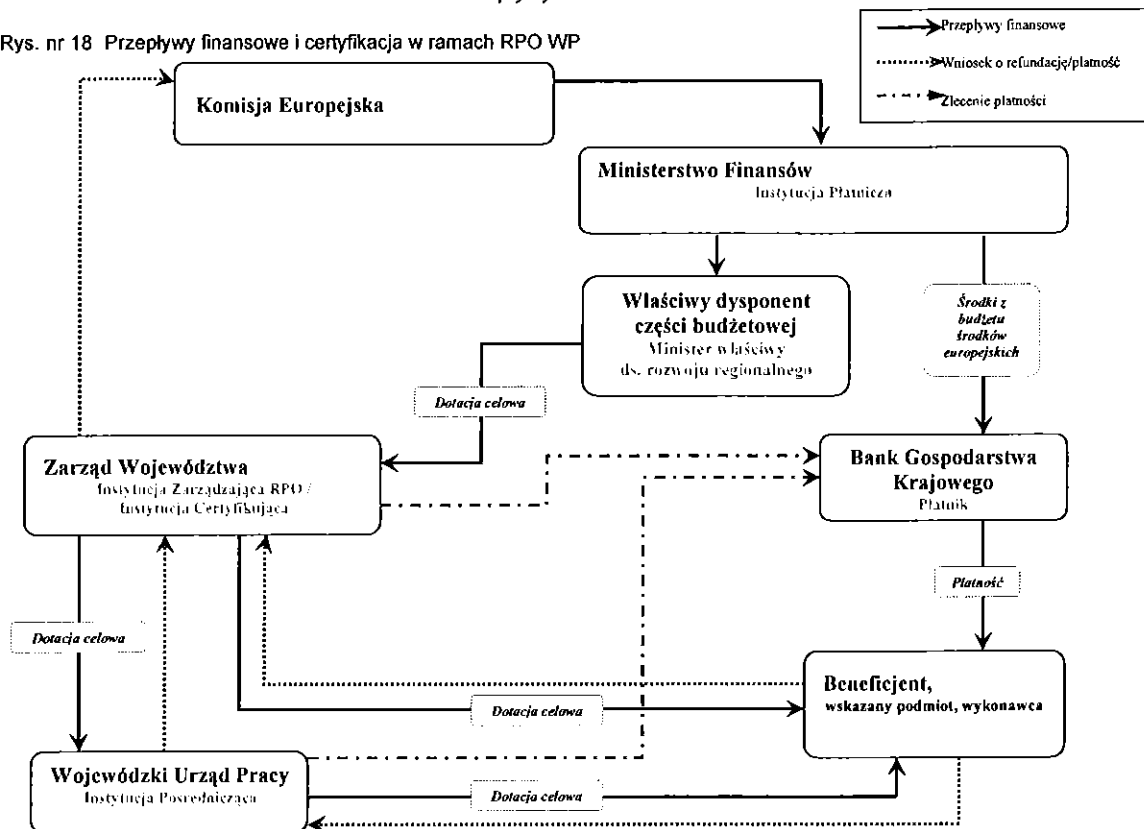 Rys. nr 18 Przepływy finansowe i certyfikacja w ramach RPO WP
Przepływy finansowe
Wniosek o refundację/płatność
Zlecenie płatności
Komisja Europejska
Ministerstwo Finansów
Instytucja Płatnicza
Właściwy dysponent
części budżetowej
Minister właściwy
ds. rozwoju regionalnego
Środki z
budżetu
środków
europejskich
Dotacja celowa
Zarząd Województwa
Instytucja Zarządzająca RPO /
Instytucja Certyfikująca
Bank Gospodarstwa
Krajowego
Płatnik
Płatność
Dotacja celowa
Beneficjent,
wskazany podmiot, wykonawca
Dotacja celowa
Wojewódzki Urząd Pracy
Instytucja Pośrednicząca
Dotacja celowa